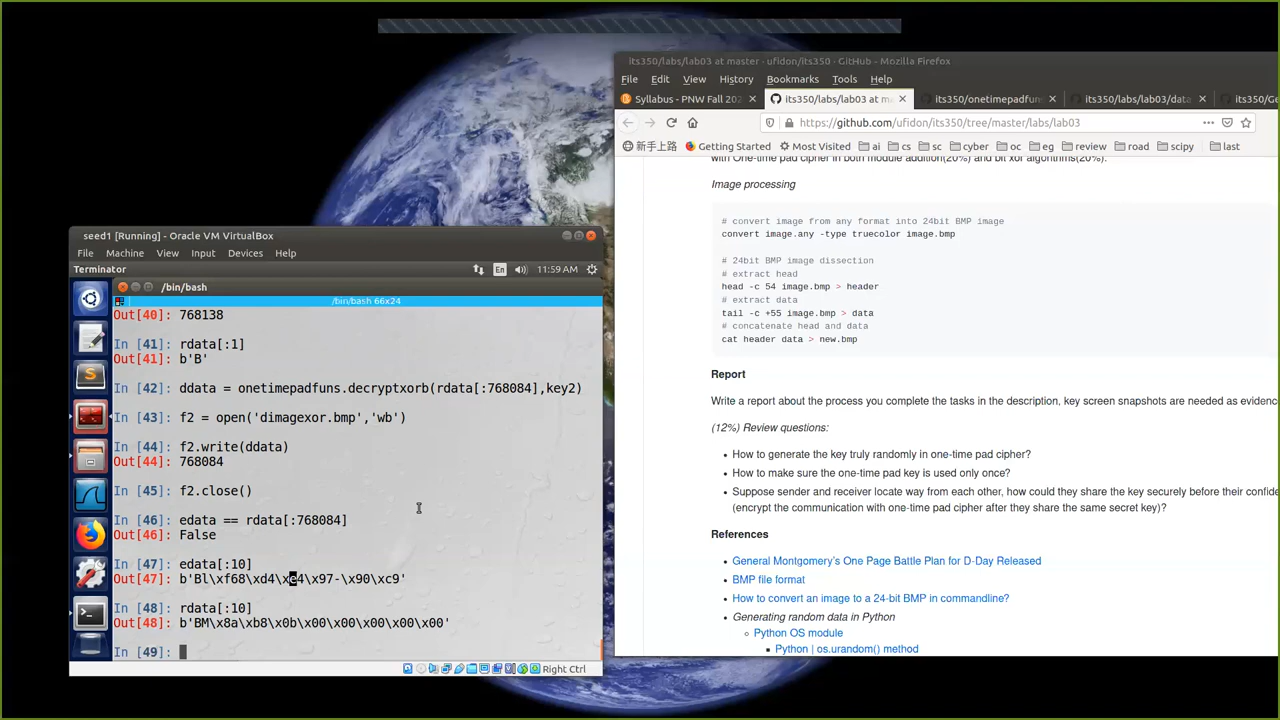 its350/labs/lab03 at master · ufidon/its350 · GitHub - Mozilla Firefox
File Edit View History Bookmarks Tools Help
Syllabus - PNW Fall 202
its350/labs/lab03 at m
its350/onetimepadfun
its350/labs/lab03/data
its350/Ge
https://github.com/ufidon/its350/tree/master/labs/lab03
新手上路 Getting Started Most Visited ai cs sc cyber oc eg review road scipy last
with One-time pad cipher in both module addition(20%) and bit xor algorithms(20%).
Image processing
# convert image from any format into 24bit BMP image
convert image.any -type truecolor image.bmp
# 24bit BMP image dissection
# extract head
head -c 54 image.bmp > header
# extract data
tail -c +55 image.bmp > data
# concatenate head and data
cat header data > new.bmp
Report
Write a report about the process you complete the tasks in the description, key screen snapshots are needed as evidenc
(12%) Review questions:
• How to generate the key truly randomly in one-time pad cipher?
• How to make sure the one-time pad key is used only once?
• Suppose sender and receiver locate way from each other, how could they share the key securely before their confide
(encrypt the communication with one-time pad cipher after they share the same secret key)?
References
• General Montgomery's One Page Battle Plan for D-Day Released
• BMP file format
• How to convert an image to a 24-bit BMP in commandline?
• Generating random data in Python
Python OS module
Python | os.urandom() method
seed1 [Running] - Oracle VM VirtualBox
File Machine View Input Devices Help
Terminator En 11:59 AM
/bin/bash
/bin/bash 66x24
Out[40]: 768138
In [41]: rdata[:1]
Out[41]: b'B'
In [42]: ddata = onetimepadfuns.decryptxorb(rdata[:768084],key2)
In [43]: f2 = open('dimagexor.bmp','wb')
In [44]: f2.write(ddata)
Out[44]: 768084
In [45]: f2.close()
In [46]: edata == rdata[:768084]
Out[46]: False
In [47]: edata[:10]
Out[47]: b'Bl\xf68\xd4\xe4\x97-\x90\xc9'
In [48]: rdata[:10]
Out[48]: b'BM\x8a\xb8\x0b\x00\x00\x00\x00\x00'
In [49]:
Right Ctrl